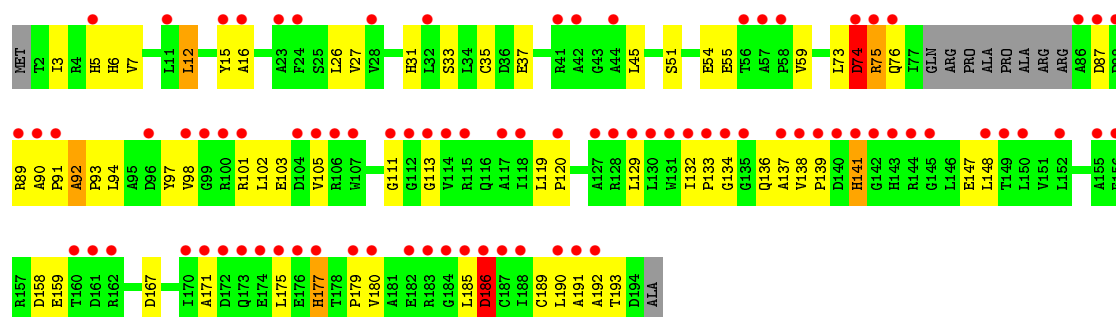 MET T2 I3 R4 H5 H6 V7 L11 L12 Y15 A16 A23 F24 S25 L26 V27 V28 H31 L32 S33 L34 C35 D36 E37 R41 A42 G43 A44 L45 S51 E54 E55 T56 A57 P58 V59 L73 D74 R75 Q76 I77 GLN ARG PRO ALA PRO ALA ARG ARG A86 D87
R89 A90 P91 A92 P93 L94 A95 D96 Y97 V98 G99 R100 R101 L102 E103 D104 V105 R106 W107 G111 G112 G113 V114 R115 Q116 A117 I118 L119 P120 A127 R128 L129 L130 W131 I132 P133 G134 G135 Q136 A137 V138 P139 D140 H141 G142 H143 R144 G145 L146 E147 L148 T149 L150 V151 L152 A155
R157 D158 E159 T160 D161 R162 D167 I170 A171 D172 Q173 E174 L175 E176 H177 T178 P179 V180 A181 E182 R183 G184 L185 D186 C187 I188 C189 L190 A191 A192 T193 D194 ALA